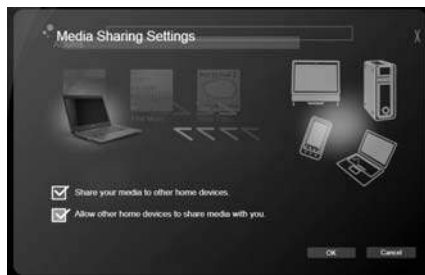 Media Sharing Settings
Share your media to other home devices.
Allow other home devices to share media with you.
OK
Cancel